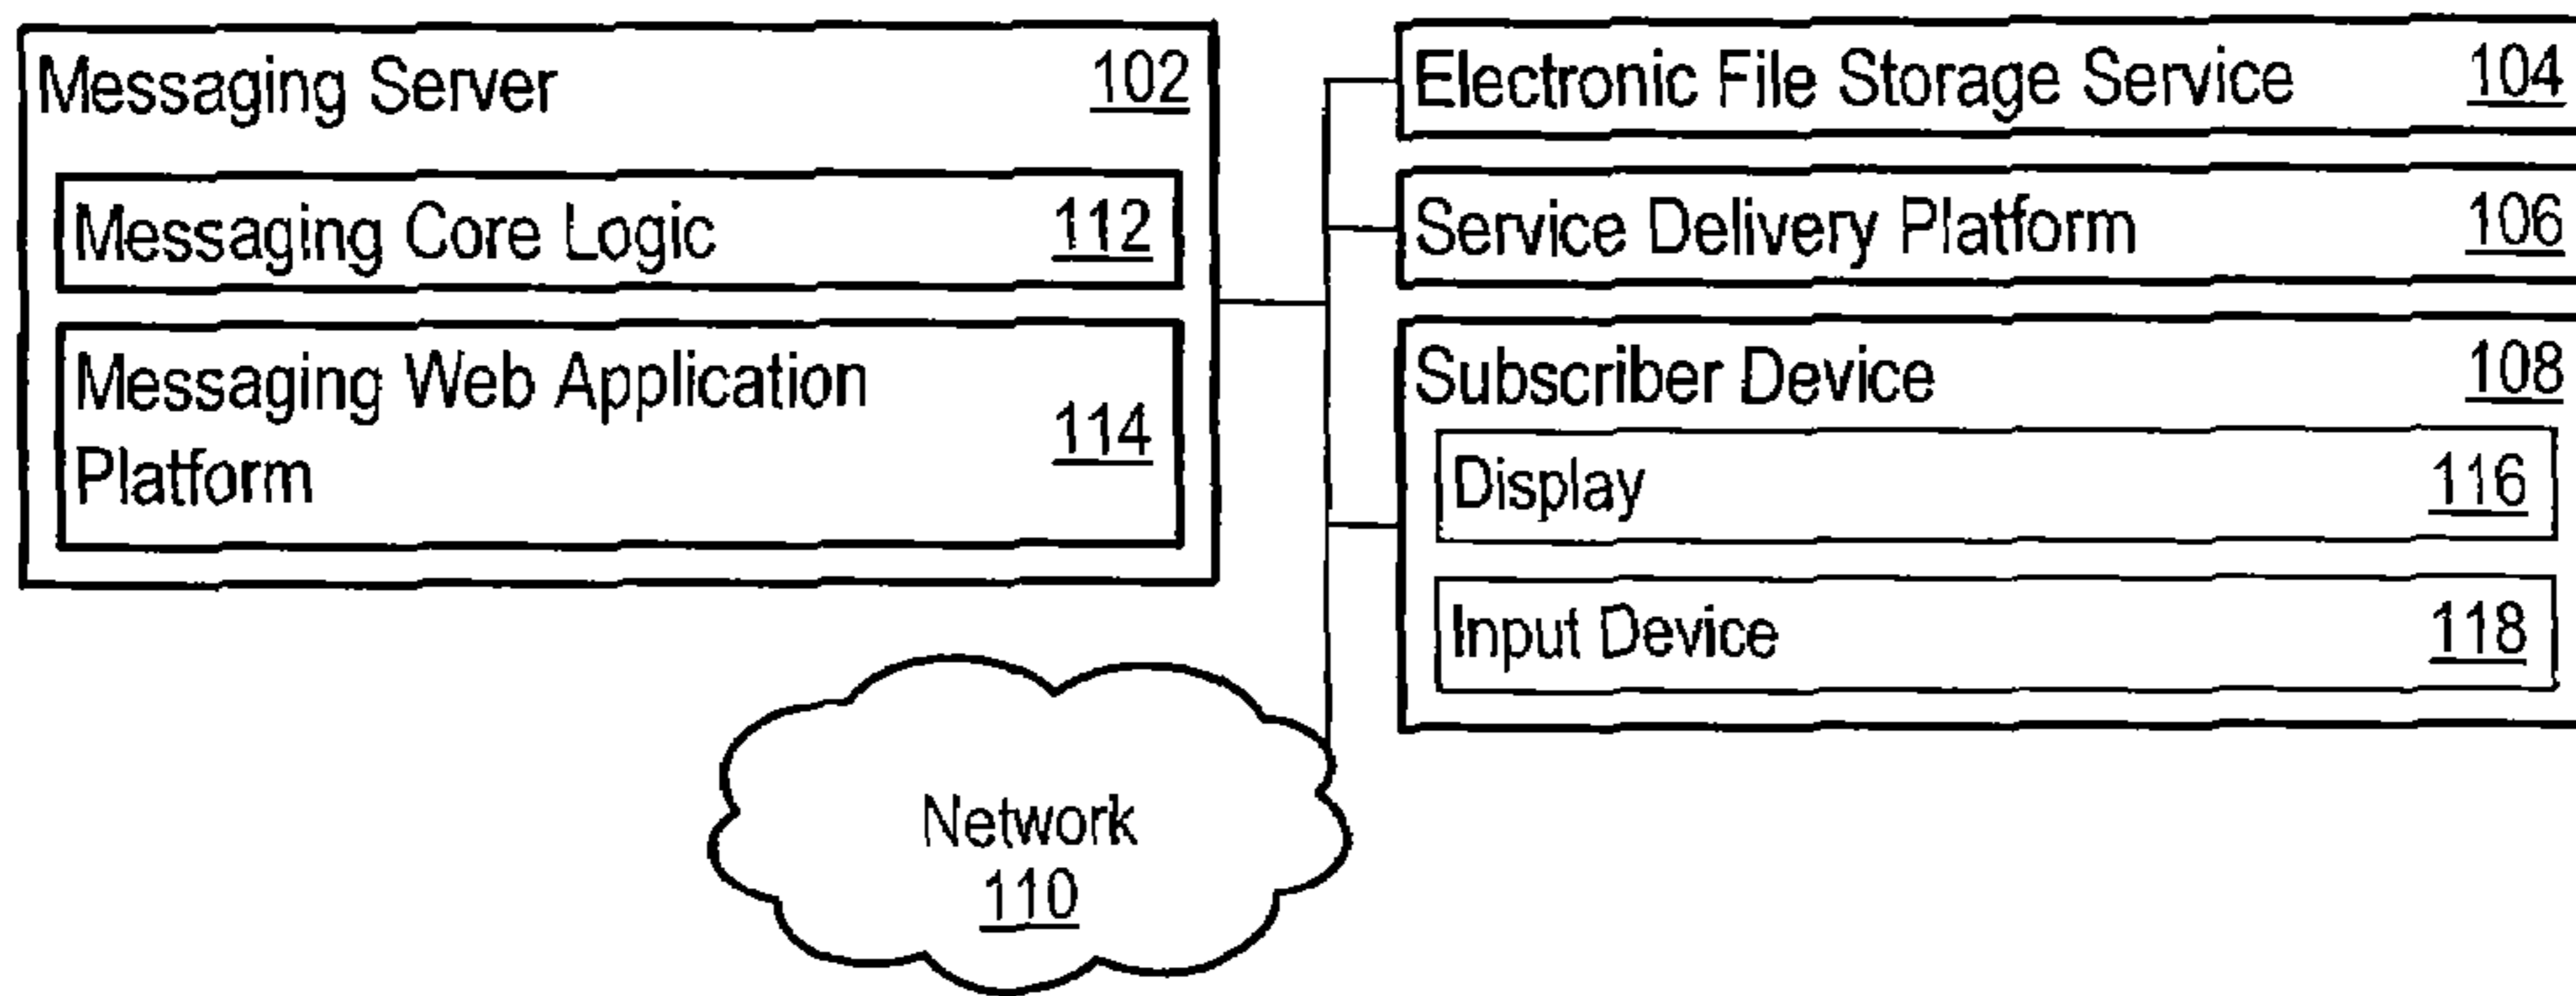 Messaging Server 102
Messaging Core Logic 112
Messaging Web Application
Platform 114
Electronic File Storage Service 104
Service Delivery Platform 106
Subscriber Device 108
Display 116
Input Device 118
Network
110